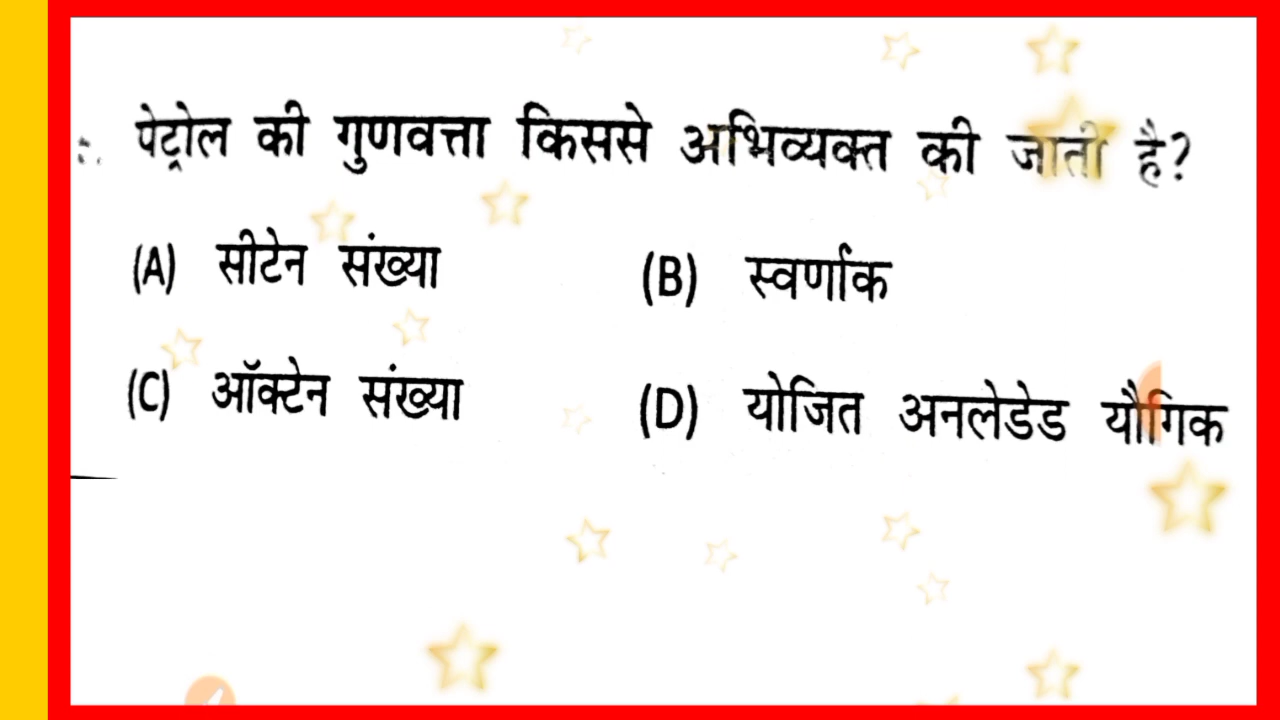 पेट्रोल की गुणवत्ता किससे अभिव्यक्त की जाती है?
(A) सीटेन संख्या (B) स्वर्णांक
(C) ऑक्टेन संख्या (D) योजित अनलेडेड यौगिक